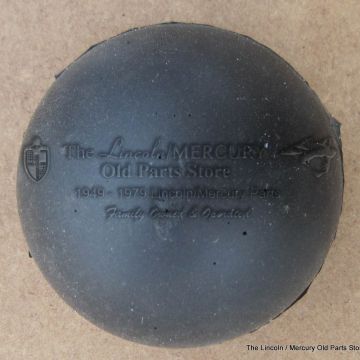 The Lincoln/MERCURY
Old Parts Store
1949 - 1979 Lincoln/Mercury Parts
Family Owned & Operated
The Lincoln / Mercury Old Parts Store